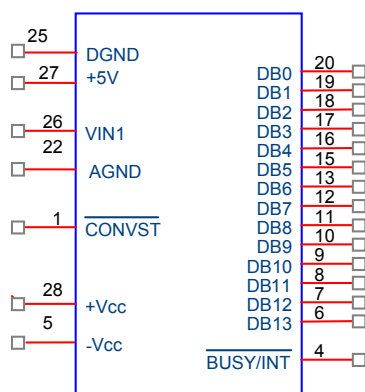 25 DGND
27 +5V
26 VIN1
22 AGND
1 CONVST
28 +Vcc
5 -Vcc
DB0 20
DB1 19
DB2 18
DB3 17
DB4 16
DB5 15
DB6 13
DB7 12
DB8 11
DB9 10
DB10 9
DB11 8
DB12 7
DB13 6
BUSY/INT 4